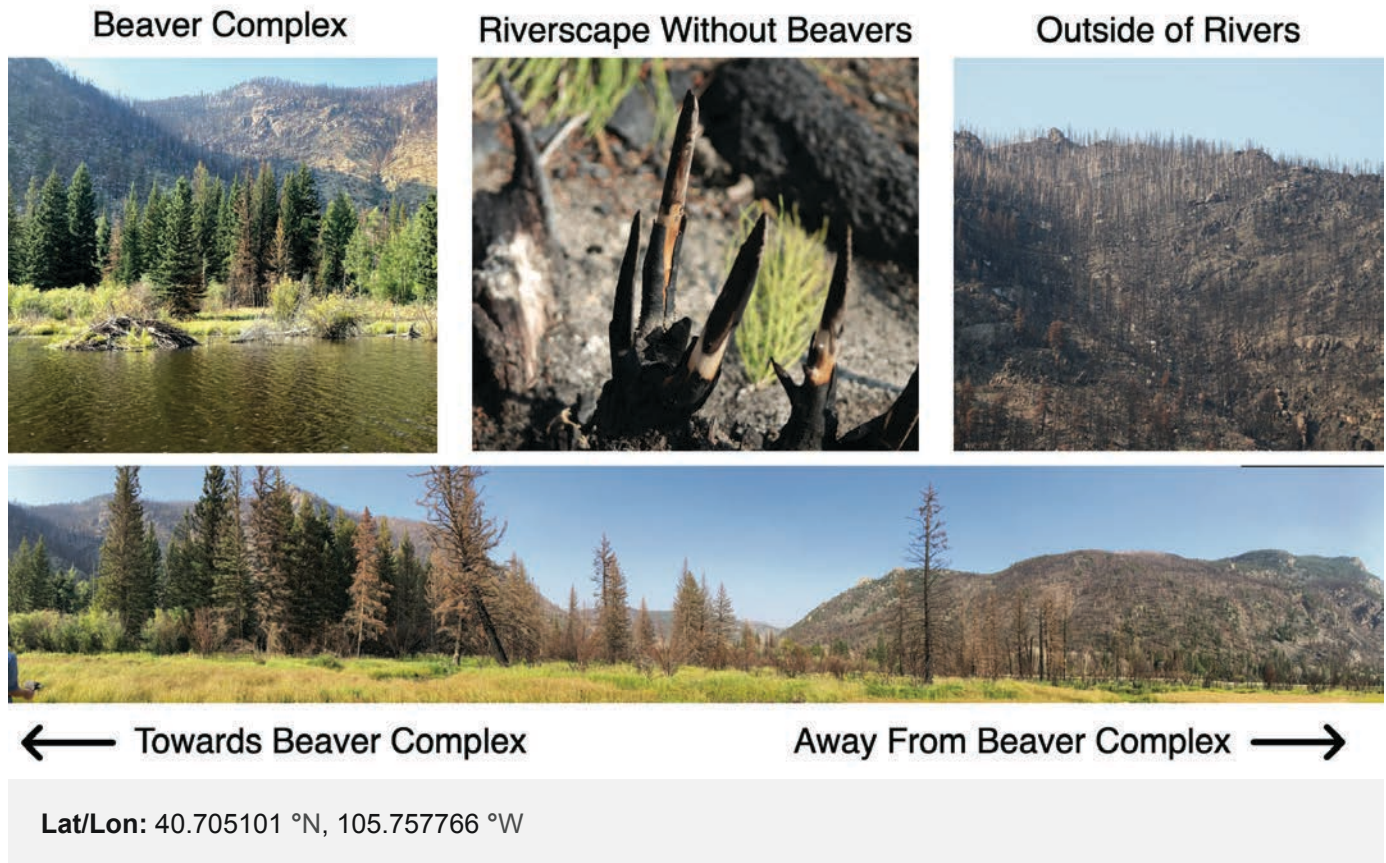 Beaver Complex
Riverscape Without Beavers
Outside of Rivers
Towards Beaver Complex
Away From Beaver Complex
Lat/Lon: 40.705101 °N, 105.757766 °W